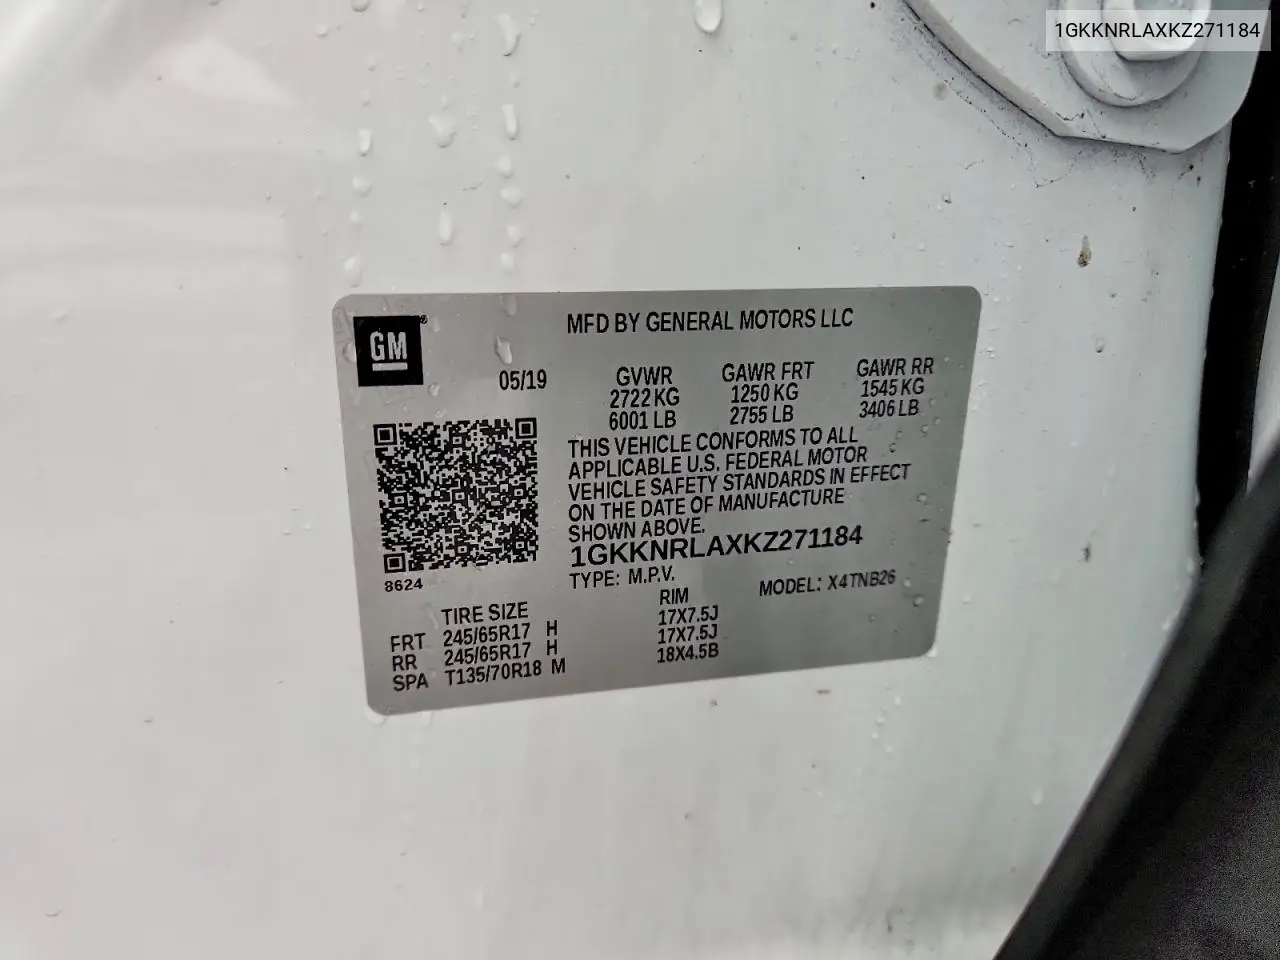 1GKKNRLAXKZ271184
GM®
MFD BY GENERAL MOTORS LLC
05/19
GVWR GAWR FRT GAWR RR
2722 KG 1250 KG 1545 KG
6001 LB 2755 LB 3406 LB
THIS VEHICLE CONFORMS TO ALL
APPLICABLE U.S. FEDERAL MOTOR
VEHICLE SAFETY STANDARDS IN EFFECT
ON THE DATE OF MANUFACTURE
SHOWN ABOVE.
1GKKNRLAXKZ271184
8624
TYPE: M.P.V. MODEL: X4TNB26
TIRE SIZE RIM
FRT 245/65R17 H 17X7.5J
RR 245/65R17 H 17X7.5J
SPA T135/70R18 M 18X4.5B